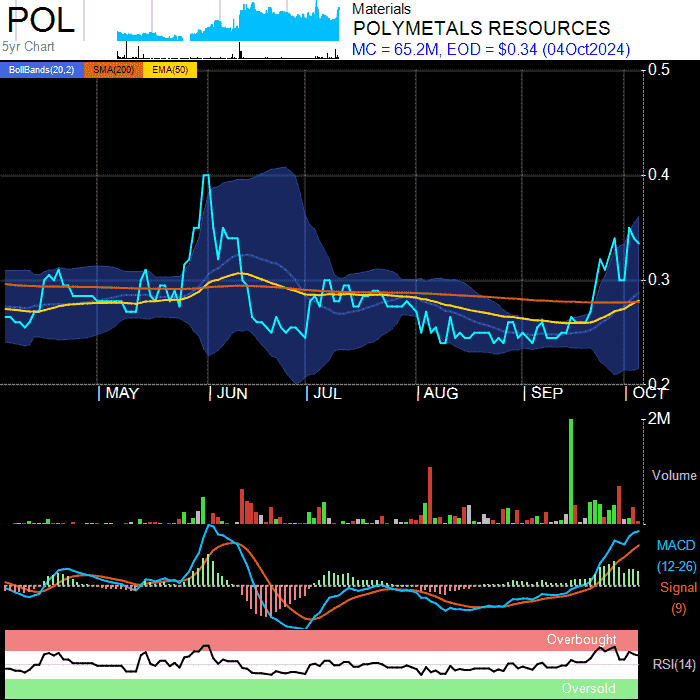 POL
5yr Chart
Materials
POLYMETALS RESOURCES
MC = 65.2M, EOD = $0.34 (04Oct2024)
BollBands(20,2) SMA(200) EMA(50)
0.5
0.4
0.3
0.2
MAY JUN JUL AUG SEP OCT
2M
Volume
MACD
(12-26)
Signal
(9)
Overbought
RSI(14)
Oversold